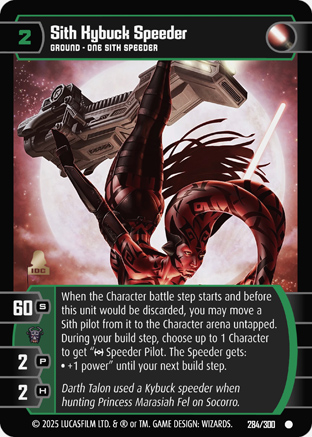 2
Sith Kybuck Speeder
GROUND - ONE SITH SPEEDER
IDC
60 S
When the Character battle step starts and before
this unit would be discarded, you may move a
Sith pilot from it to the Character arena untapped.
During your build step, choose up to 1 Character
to get “(••) Speeder Pilot. The Speeder gets:
2 P
• +1 power” until your next build step.
2 H
Darth Talon used a Kybuck speeder when
hunting Princess Marasiah Fel on Socorro.
© 2025 LUCASFILM LTD. & ® or TM. GAME DESIGN: WIZARDS.
284/300